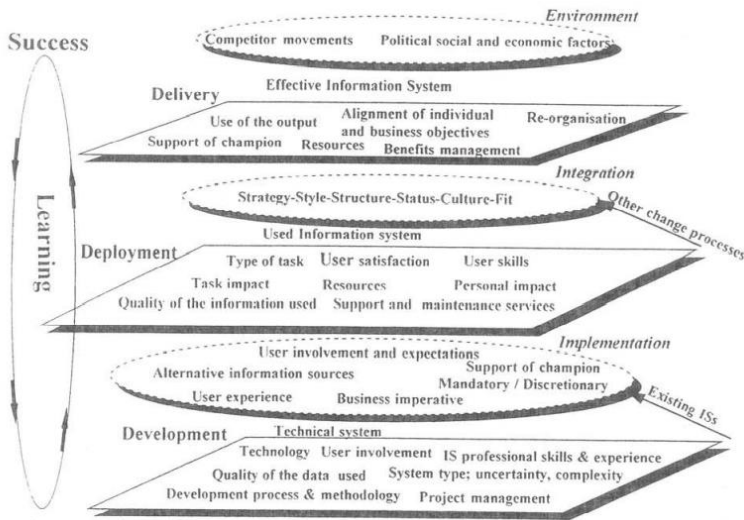 Environment
Success
Competitor movements Political social and economic factors
Effective Information System
Delivery
Use of the output Alignment of individual and business objectives Re-organisation
Support of champion Resources Benefits management
Integration
Strategy-Style-Structure-Status-Culture-Fit
Other change processes
Used Information system
Learning
Deployment
Type of task User satisfaction User skills
Task impact Resources Personal impact
Quality of the information used Support and maintenance services
Implementation
User involvement and expectations
Alternative information sources Support of champion
Mandatory / Discretionary
User experience Business imperative
Existing ISs
Development Technical system
Technology User involvement IS professional skills & experience
Quality of the data used System type; uncertainty, complexity
Development process & methodology Project management